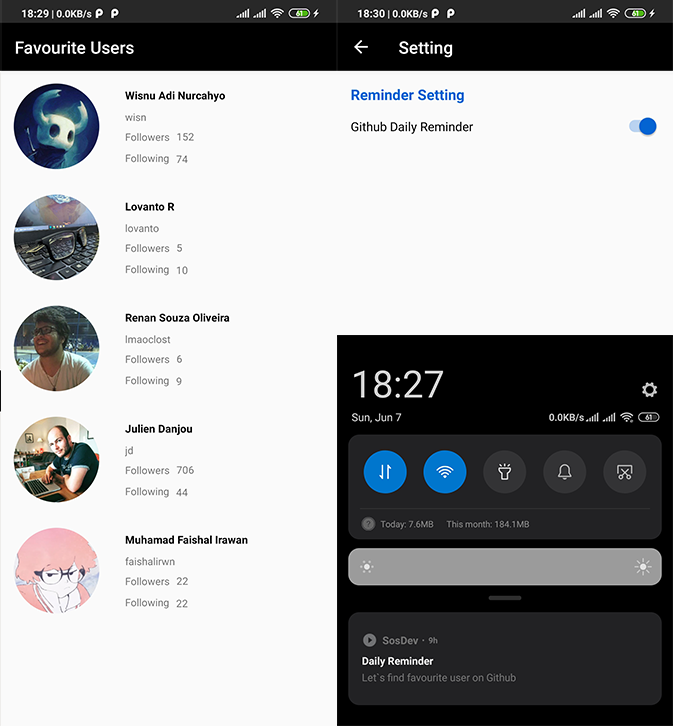 18:29 | 0.0KB/s P P
61
Favourite Users
Wisnu Adi Nurcahyo
wisn
Followers 152
Following 74
Lovanto R
lovanto
Followers 5
Following 10
Renan Souza Oliveira
lmaoclost
Followers 6
Following 9
Julien Danjou
jd
Followers 706
Following 44
Muhamad Faishal Irawan
faishalirwn
Followers 22
Following 22
18:30 | 0.0KB/s P P
61
Setting
Reminder Setting
Github Daily Reminder
18:27
Sun, Jun 7
0.0KB/s
61
? Today: 7.6MB This month: 184.1MB
SosDev · 9h
Daily Reminder
Let`s find favourite user on Github